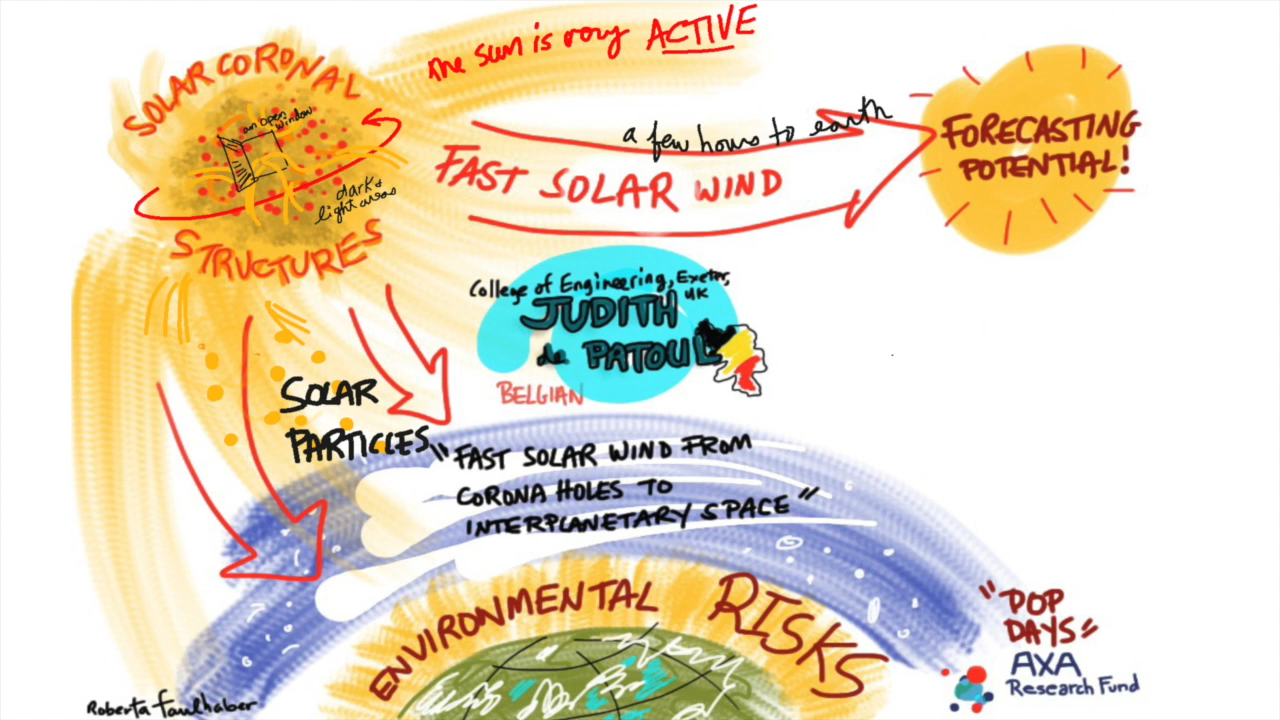 the sun is very ACTIVE
SOLAR CORONAL
an open
window
dark &
light areas
STRUCTURES
a few hours to earth
FAST SOLAR WIND
FORECASTING
POTENTIAL!
College of Engineering, Exeter,
UK
JUDITH
de PATOUL
BELGIAN
SOLAR
PARTICLES
"FAST SOLAR WIND FROM
CORONA HOLES TO
INTERPLANETARY SPACE"
ENVIRONMENTAL RISKS
"POP
DAYS"
AXA
Research Fund
Roberta Faulhaber